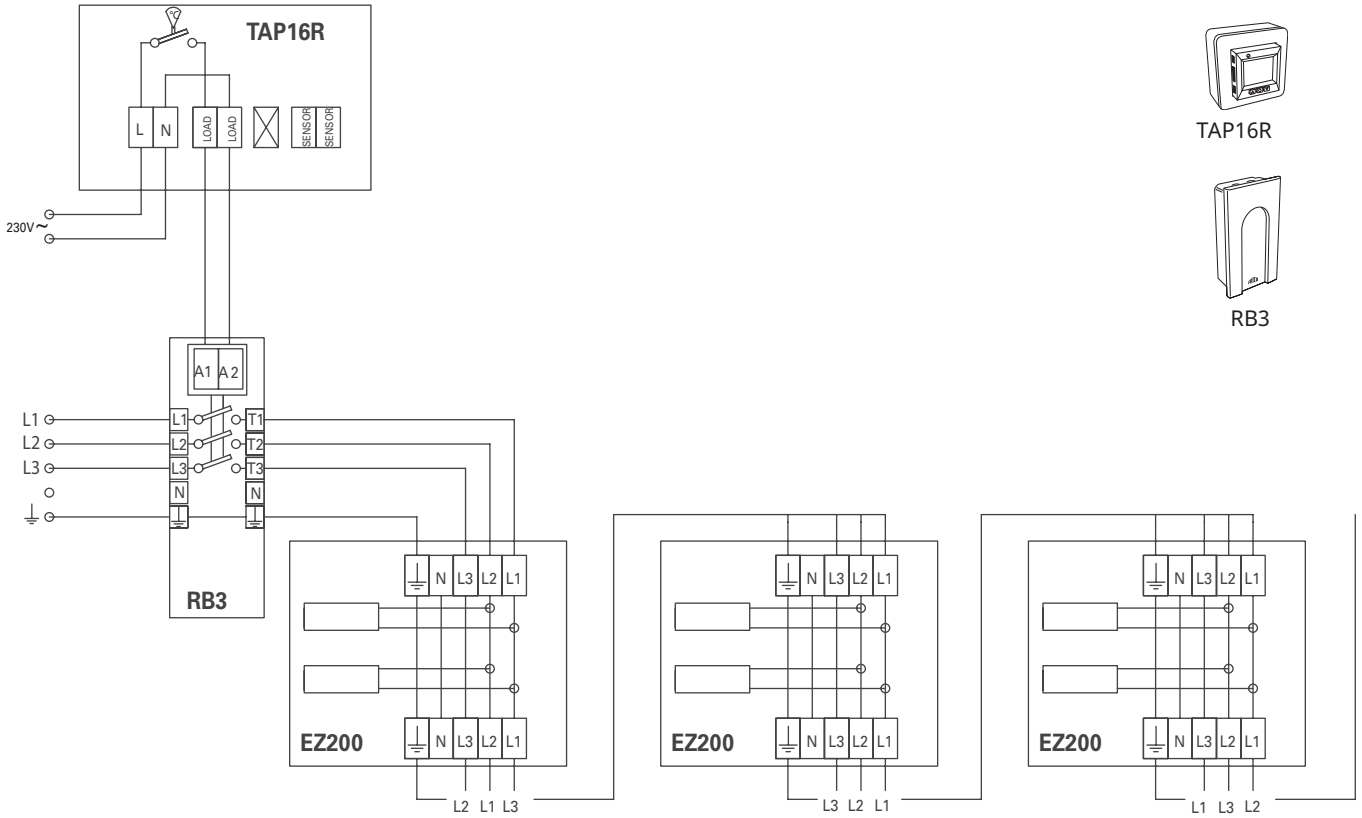 TAP16R
°C
L N LOAD LOAD SENSOR SENSOR
230V~
TAP16R
RB3
A1 A2
L1 L1 T1
L2 L2 T2
L3 L3 T3
N N
RB3
N L3 L2 L1
N L3 L2 L1
N L3 L2 L1
EZ200 N L3 L2 L1
EZ200 N L3 L2 L1
EZ200 N L3 L2 L1
L2 L1 L3
L3 L2 L1
L1 L3 L2